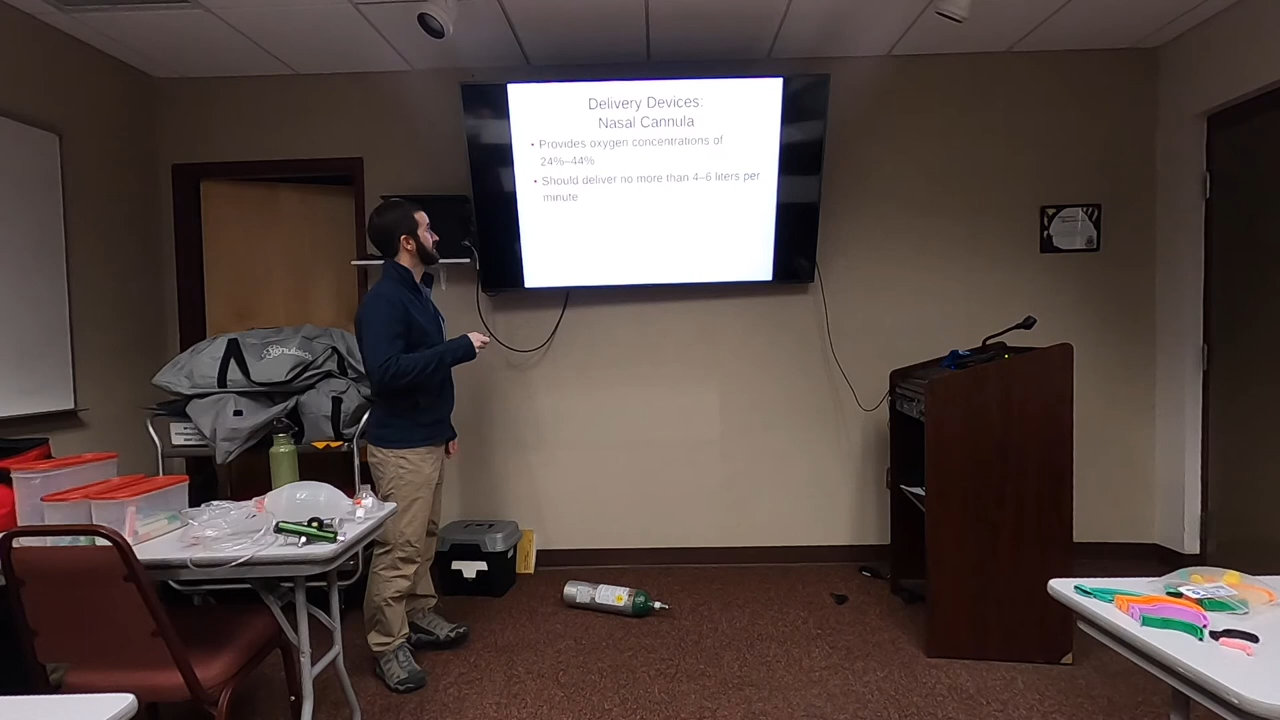 Delivery Devices:
Nasal Cannula
• Provides oxygen concentrations of
24%–44%
• Should deliver no more than 4–6 liters per
minute